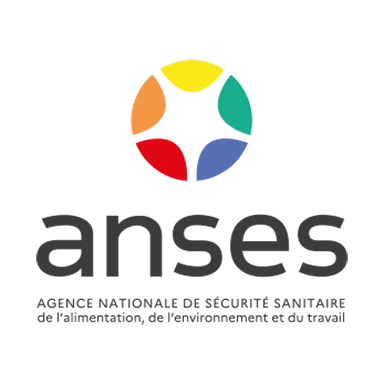 anses
AGENCE NATIONALE DE SÉCURITÉ SANITAIRE
de l'alimentation, de l'environnement et du travail